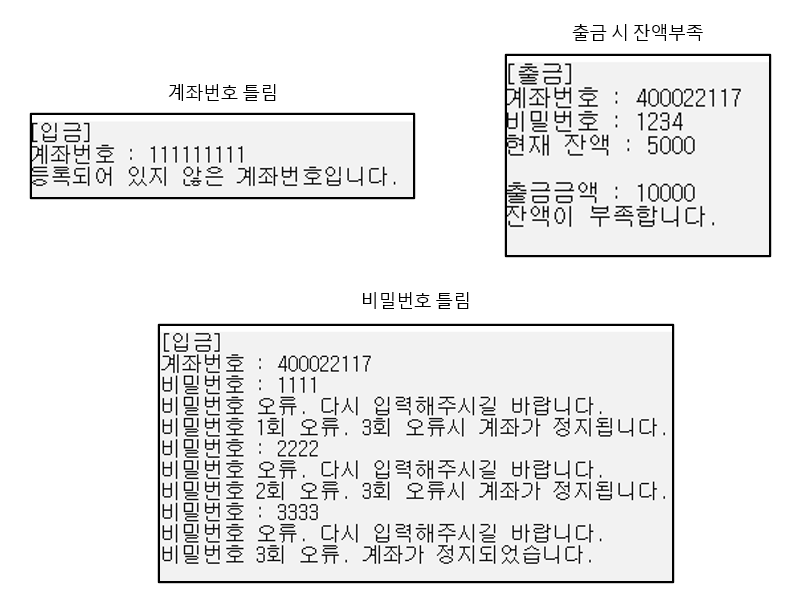 출금 시 잔액부족
계좌번호 틀림
[출금]
계좌번호 : 400022117
비밀번호 : 1234
현재 잔액 : 5000
출금금액 : 10000
잔액이 부족합니다.
[입금]
계좌번호 : 111111111
등록되어 있지 않은 계좌번호입니다.
비밀번호 틀림
[입금]
계좌번호 : 400022117
비밀번호 : 1111
비밀번호 오류. 다시 입력해주시길 바랍니다.
비밀번호 1회 오류. 3회 오류시 계좌가 정지됩니다.
비밀번호 : 2222
비밀번호 오류. 다시 입력해주시길 바랍니다.
비밀번호 2회 오류. 3회 오류시 계좌가 정지됩니다.
비밀번호 : 3333
비밀번호 오류. 다시 입력해주시길 바랍니다.
비밀번호 3회 오류. 계좌가 정지되었습니다.